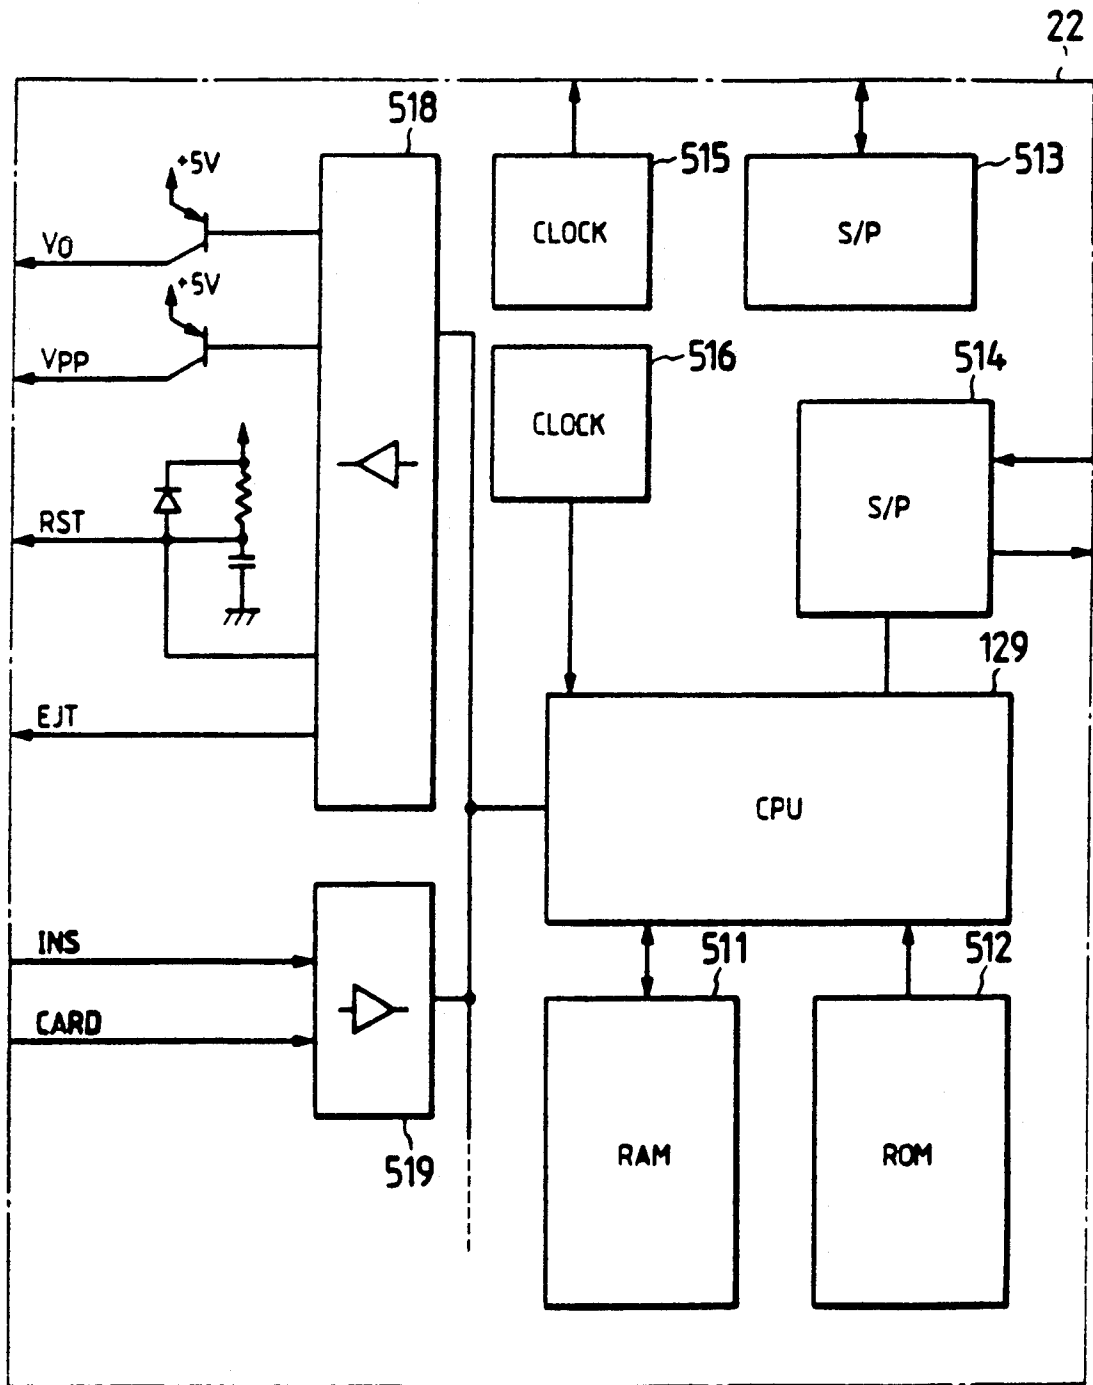 22
518
+5V
515
513
CLOCK
S/P
V0
+5V
VPP
516
514
CLOCK
S/P
RST
129
EJT
CPU
INS
511
512
CARD
519
RAM
ROM